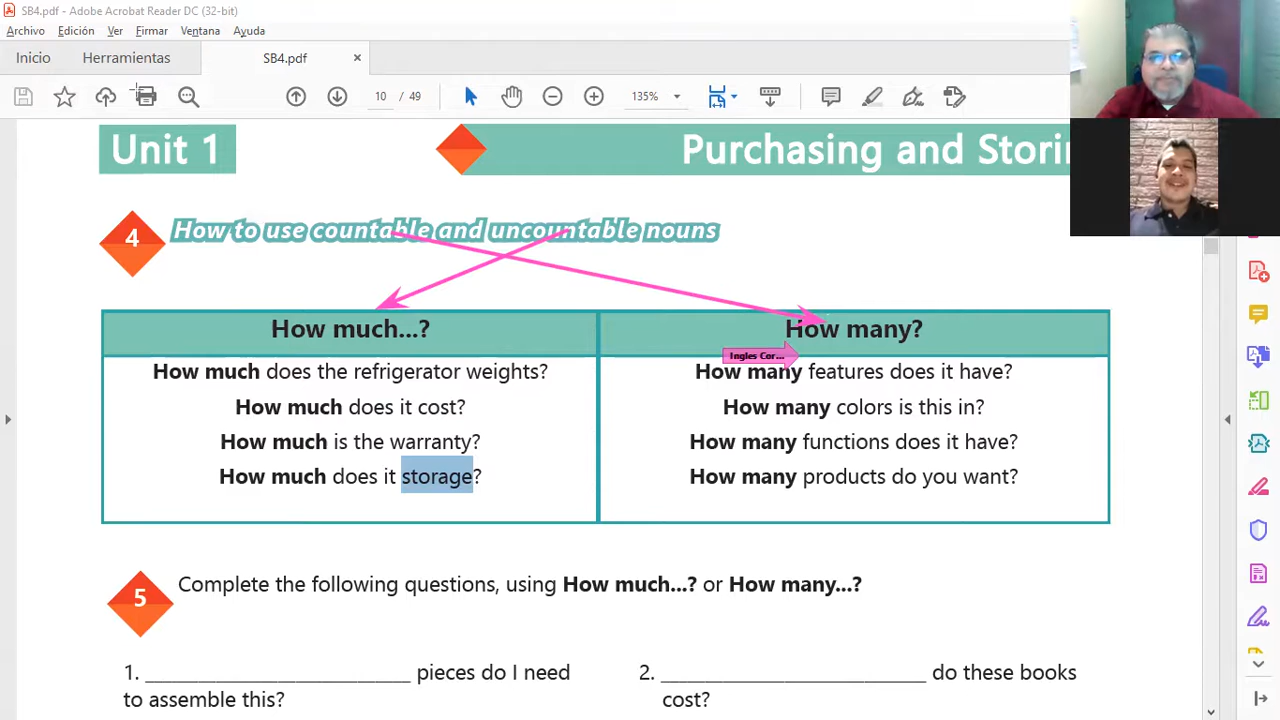 SB4.pdf - Adobe Acrobat Reader DC (32-bit)
Archivo Edición Ver Firmar Ventana Ayuda
Inicio Herramientas SB4.pdf ×
10 / 49 135%
Unit 1 Purchasing and Storin
4 How to use countable and uncountable nouns
How much...? How many?
Ingles Cor...
How much does the refrigerator weights? How many features does it have?
How much does it cost? How many colors is this in?
How much is the warranty? How many functions does it have?
How much does it storage? How many products do you want?
5 Complete the following questions, using How much...? or How many...?
1. __________________________ pieces do I need 2. __________________________ do these books
to assemble this? cost?